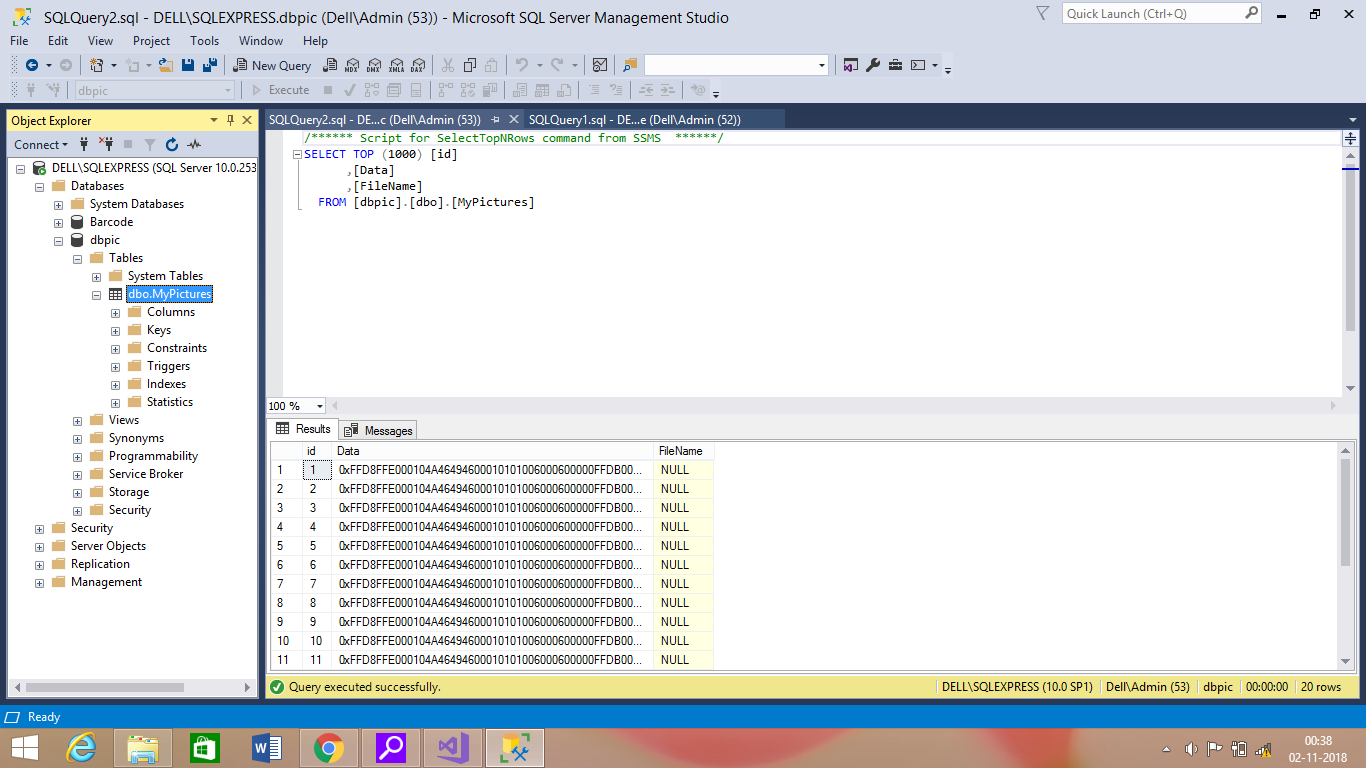 SQLQuery2.sql - DELL\SQLEXPRESS.dbpic (Dell\Admin (53)) - Microsoft SQL Server Management Studio
Quick Launch (Ctrl+Q)
File Edit View Project Tools Window Help
New Query MDX DMX XMLA DAX
dbpic Execute
Object Explorer
Connect
DELL\SQLEXPRESS (SQL Server 10.0.253
Databases
System Databases
Barcode
dbpic
Tables
System Tables
dbo.MyPictures
Columns
Keys
Constraints
Triggers
Indexes
Statistics
Views
Synonyms
Programmability
Service Broker
Storage
Security
Security
Server Objects
Replication
Management
SQLQuery2.sql - DE...c (Dell\Admin (53)) SQLQuery1.sql - DE...e (Dell\Admin (52))
/****** Script for SelectTopNRows command from SSMS ******/
SELECT TOP (1000) [id]
,[Data]
,[FileName]
FROM [dbpic].[dbo].[MyPictures]
100 %
Results Messages
id Data FileName
1 1 0xFFD8FFE000104A46494600010101006000600000FFDB00... NULL
2 2 0xFFD8FFE000104A46494600010101006000600000FFDB00... NULL
3 3 0xFFD8FFE000104A46494600010101006000600000FFDB00... NULL
4 4 0xFFD8FFE000104A46494600010101006000600000FFDB00... NULL
5 5 0xFFD8FFE000104A46494600010101006000600000FFDB00... NULL
6 6 0xFFD8FFE000104A46494600010101006000600000FFDB00... NULL
7 7 0xFFD8FFE000104A46494600010101006000600000FFDB00... NULL
8 8 0xFFD8FFE000104A46494600010101006000600000FFDB00... NULL
9 9 0xFFD8FFE000104A46494600010101006000600000FFDB00... NULL
10 10 0xFFD8FFE000104A46494600010101006000600000FFDB00... NULL
11 11 0xFFD8FFE000104A46494600010101006000600000FFDB00... NULL
Query executed successfully. DELL\SQLEXPRESS (10.0 SP1) Dell\Admin (53) dbpic 00:00:00 20 rows
Ready
00:38
02-11-2018